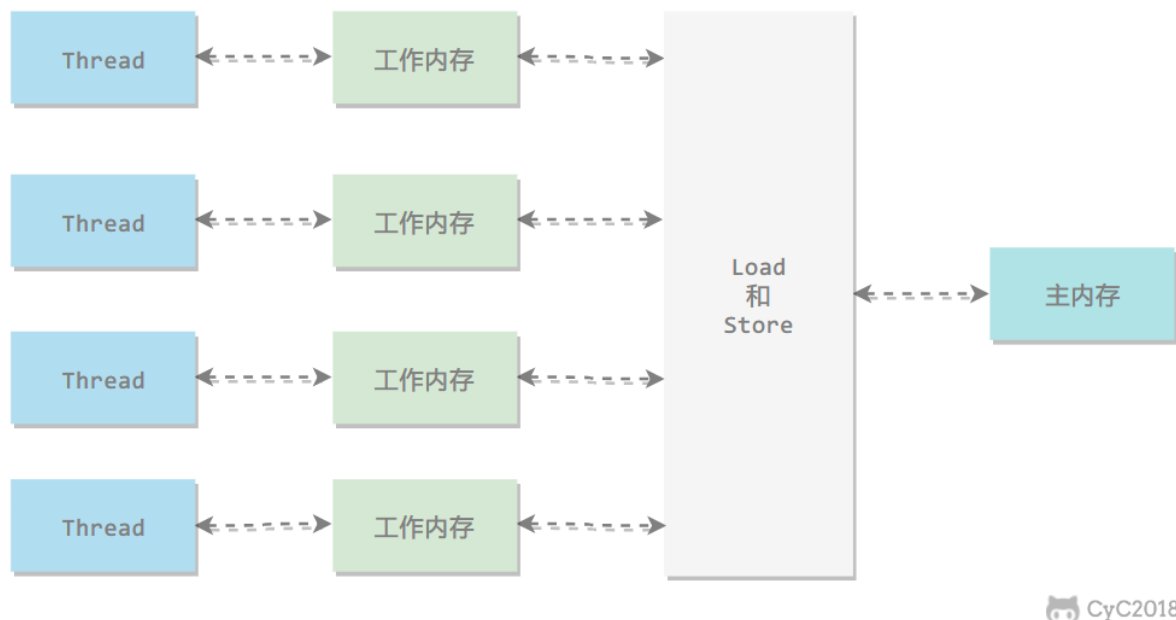 Thread
工作内存
Thread
工作内存
Load
和
Store
主内存
Thread
工作内存
Thread
工作内存
CyC2018